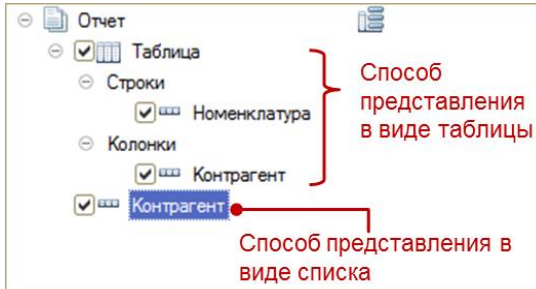 Отчет
Таблица
Строки
Номенклатура
Колонки
Контрагент
Контрагент
Способ
представления
в виде таблицы
Способ представления в
виде списка